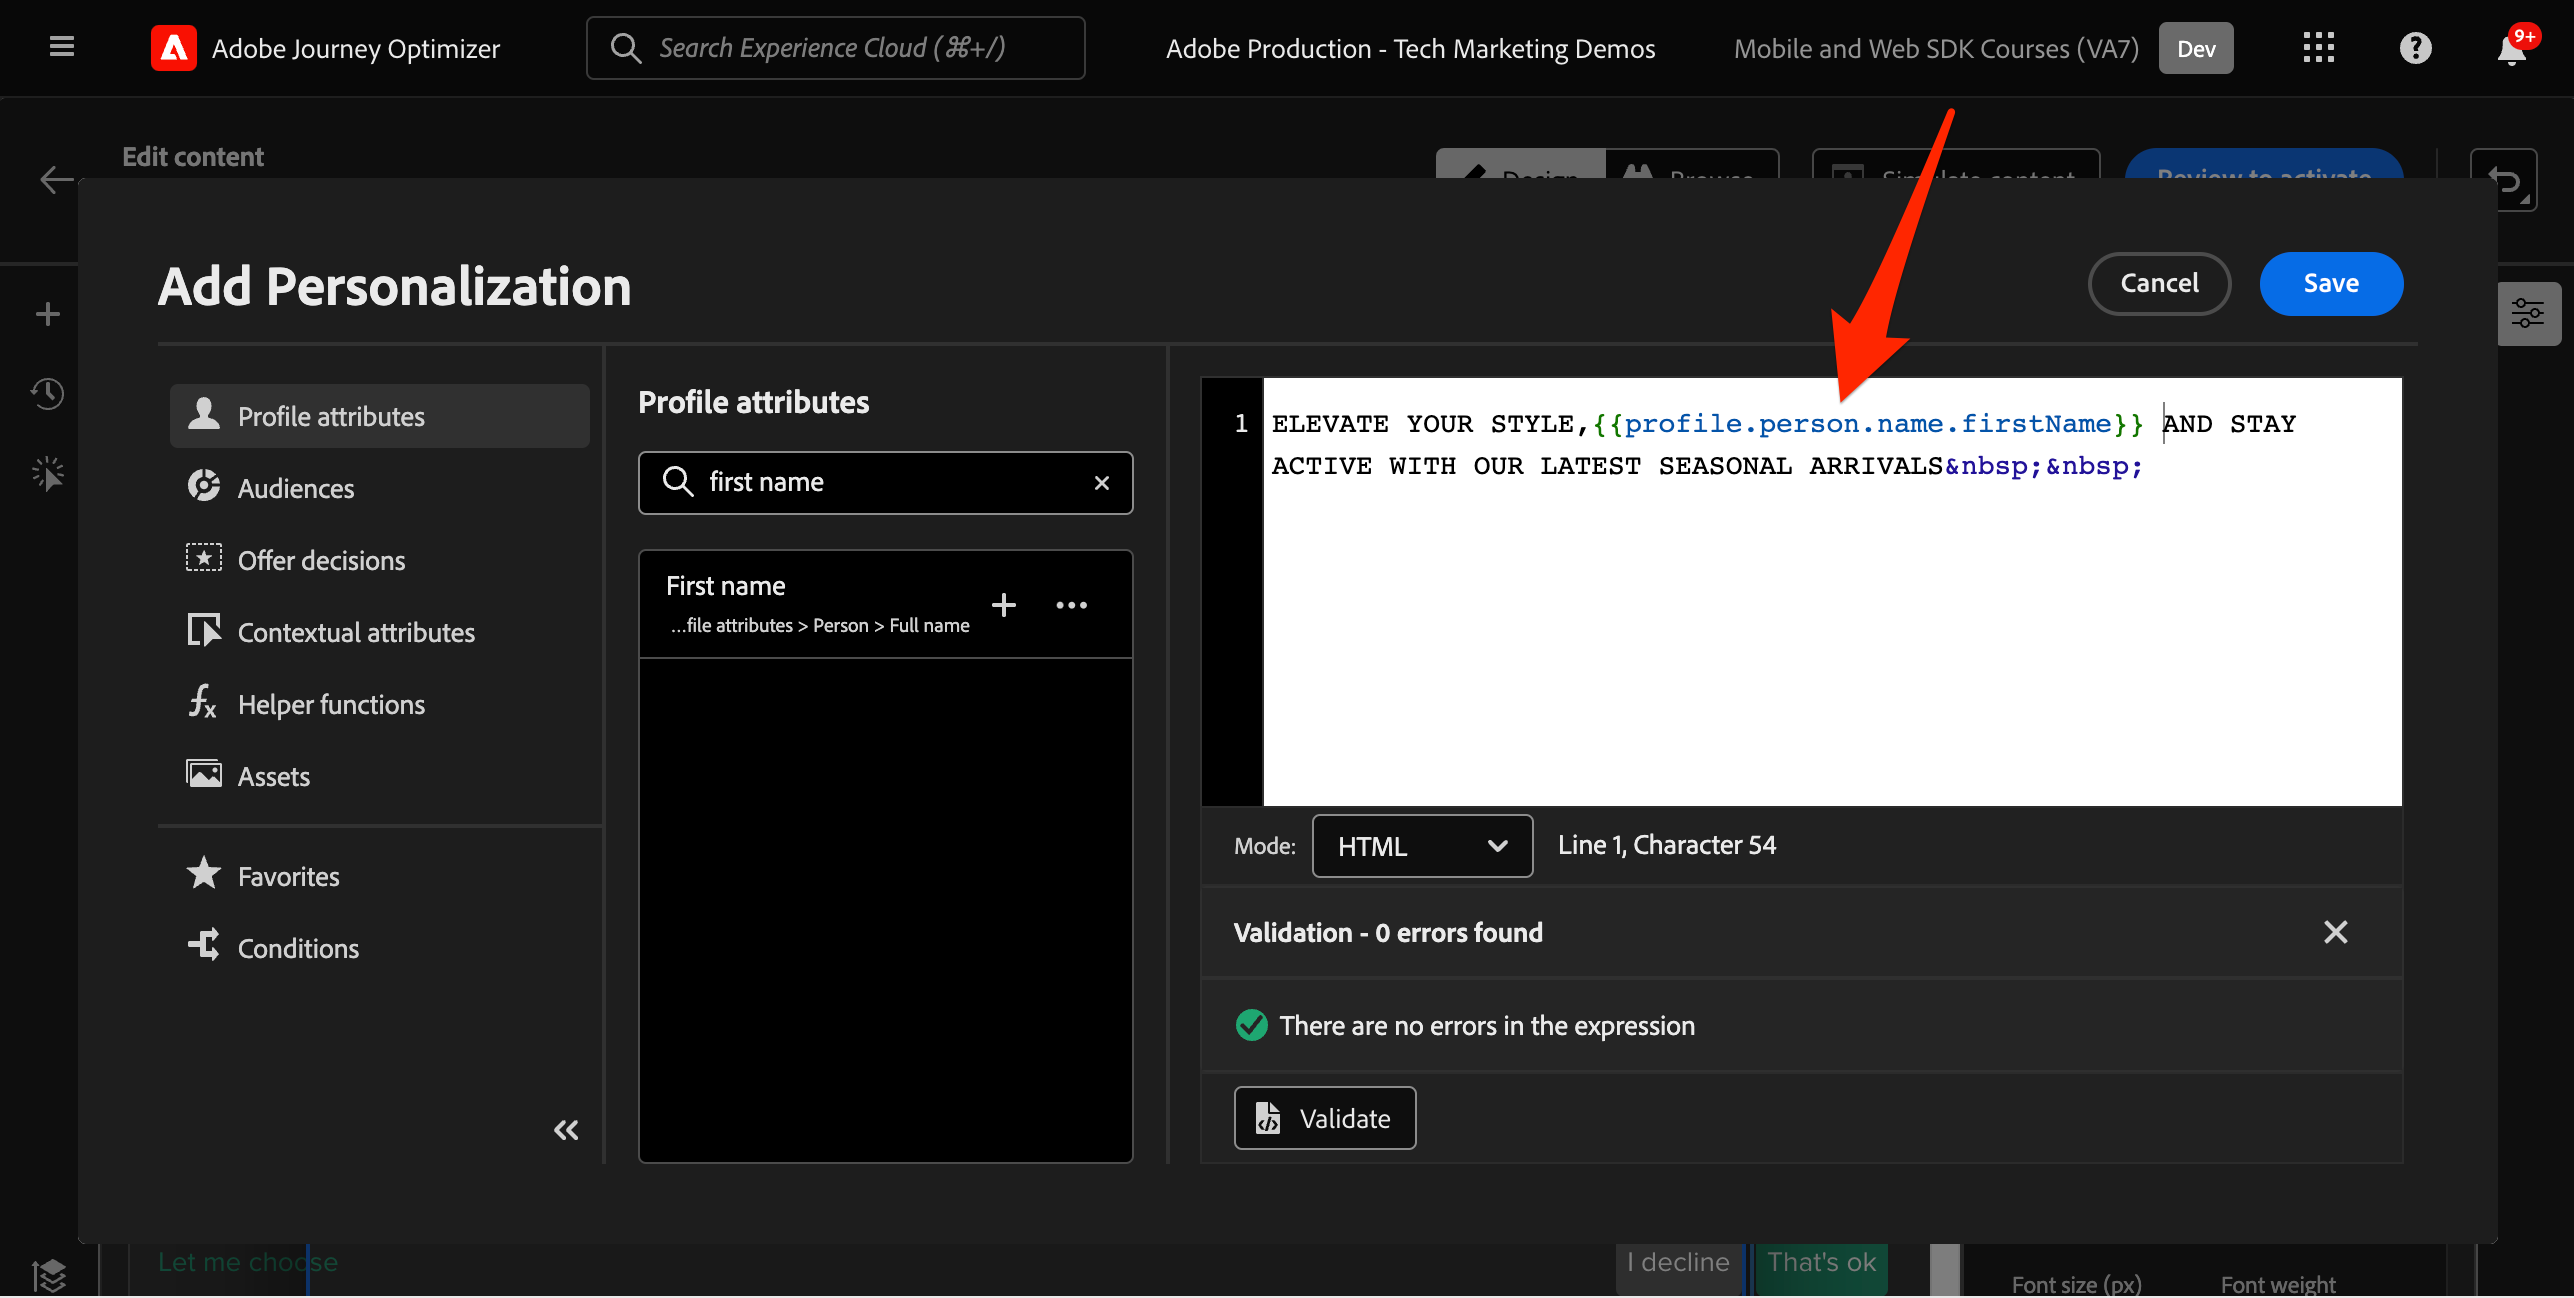 Adobe Journey Optimizer
Search Experience Cloud (⌘+/)
Adobe Production - Tech Marketing Demos
Mobile and Web SDK Courses (VA7)
Dev
9+
Edit content
Design
Browse
Simulate content
Review to activate
Add Personalization
Cancel
Save
Profile attributes
Audiences
Offer decisions
Contextual attributes
Helper functions
Assets
Favorites
Conditions
Profile attributes
first name
First name
...file attributes > Person > Full name
1
ELEVATE YOUR STYLE,{{profile.person.name.firstName}} AND STAY
ACTIVE WITH OUR LATEST SEASONAL ARRIVALS&nbsp;&nbsp;
Mode:
HTML
Line 1, Character 54
Validation - 0 errors found
There are no errors in the expression
Validate
Let me choose
I decline
That's ok
Font size (px)
Font weight